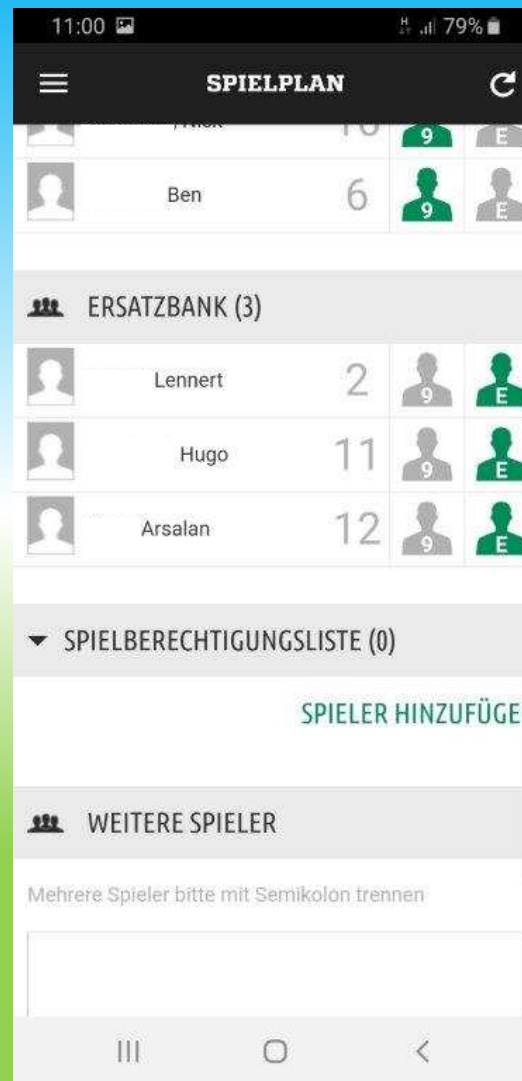 11:00 79%
SPIELPLAN
9 E
Ben 6 9 E
ERSATZBANK (3)
Lennert 2 9 E
Hugo 11 9 E
Arsalan 12 9 E
SPIELBERECHTIGUNGSLISTE (0)
SPIELER HINZUFÜGE
WEITERE SPIELER
Mehrere Spieler bitte mit Semikolon trennen